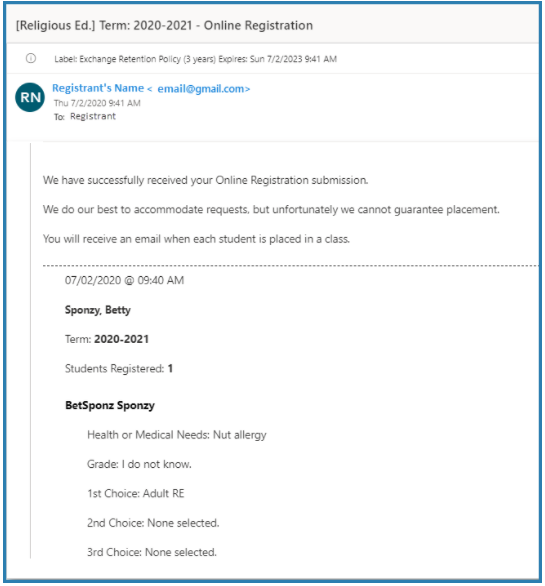 [Religious Ed.] Term: 2020-2021 - Online Registration
Label: Exchange Retention Policy (3 years) Expires: Sun 7/2/2023 9:41 AM
RN
Registrant's Name < email@gmail.com>
Thu 7/2/2020 9:41 AM
To: Registrant
We have successfully received your Online Registration submission.
We do our best to accommodate requests, but unfortunately we cannot guarantee placement.
You will receive an email when each student is placed in a class.
07/02/2020 @ 09:40 AM
Sponzy, Betty
Term: 2020-2021
Students Registered: 1
BetSponz Sponzy
Health or Medical Needs: Nut allergy
Grade: I do not know.
1st Choice: Adult RE
2nd Choice: None selected.
3rd Choice: None selected.